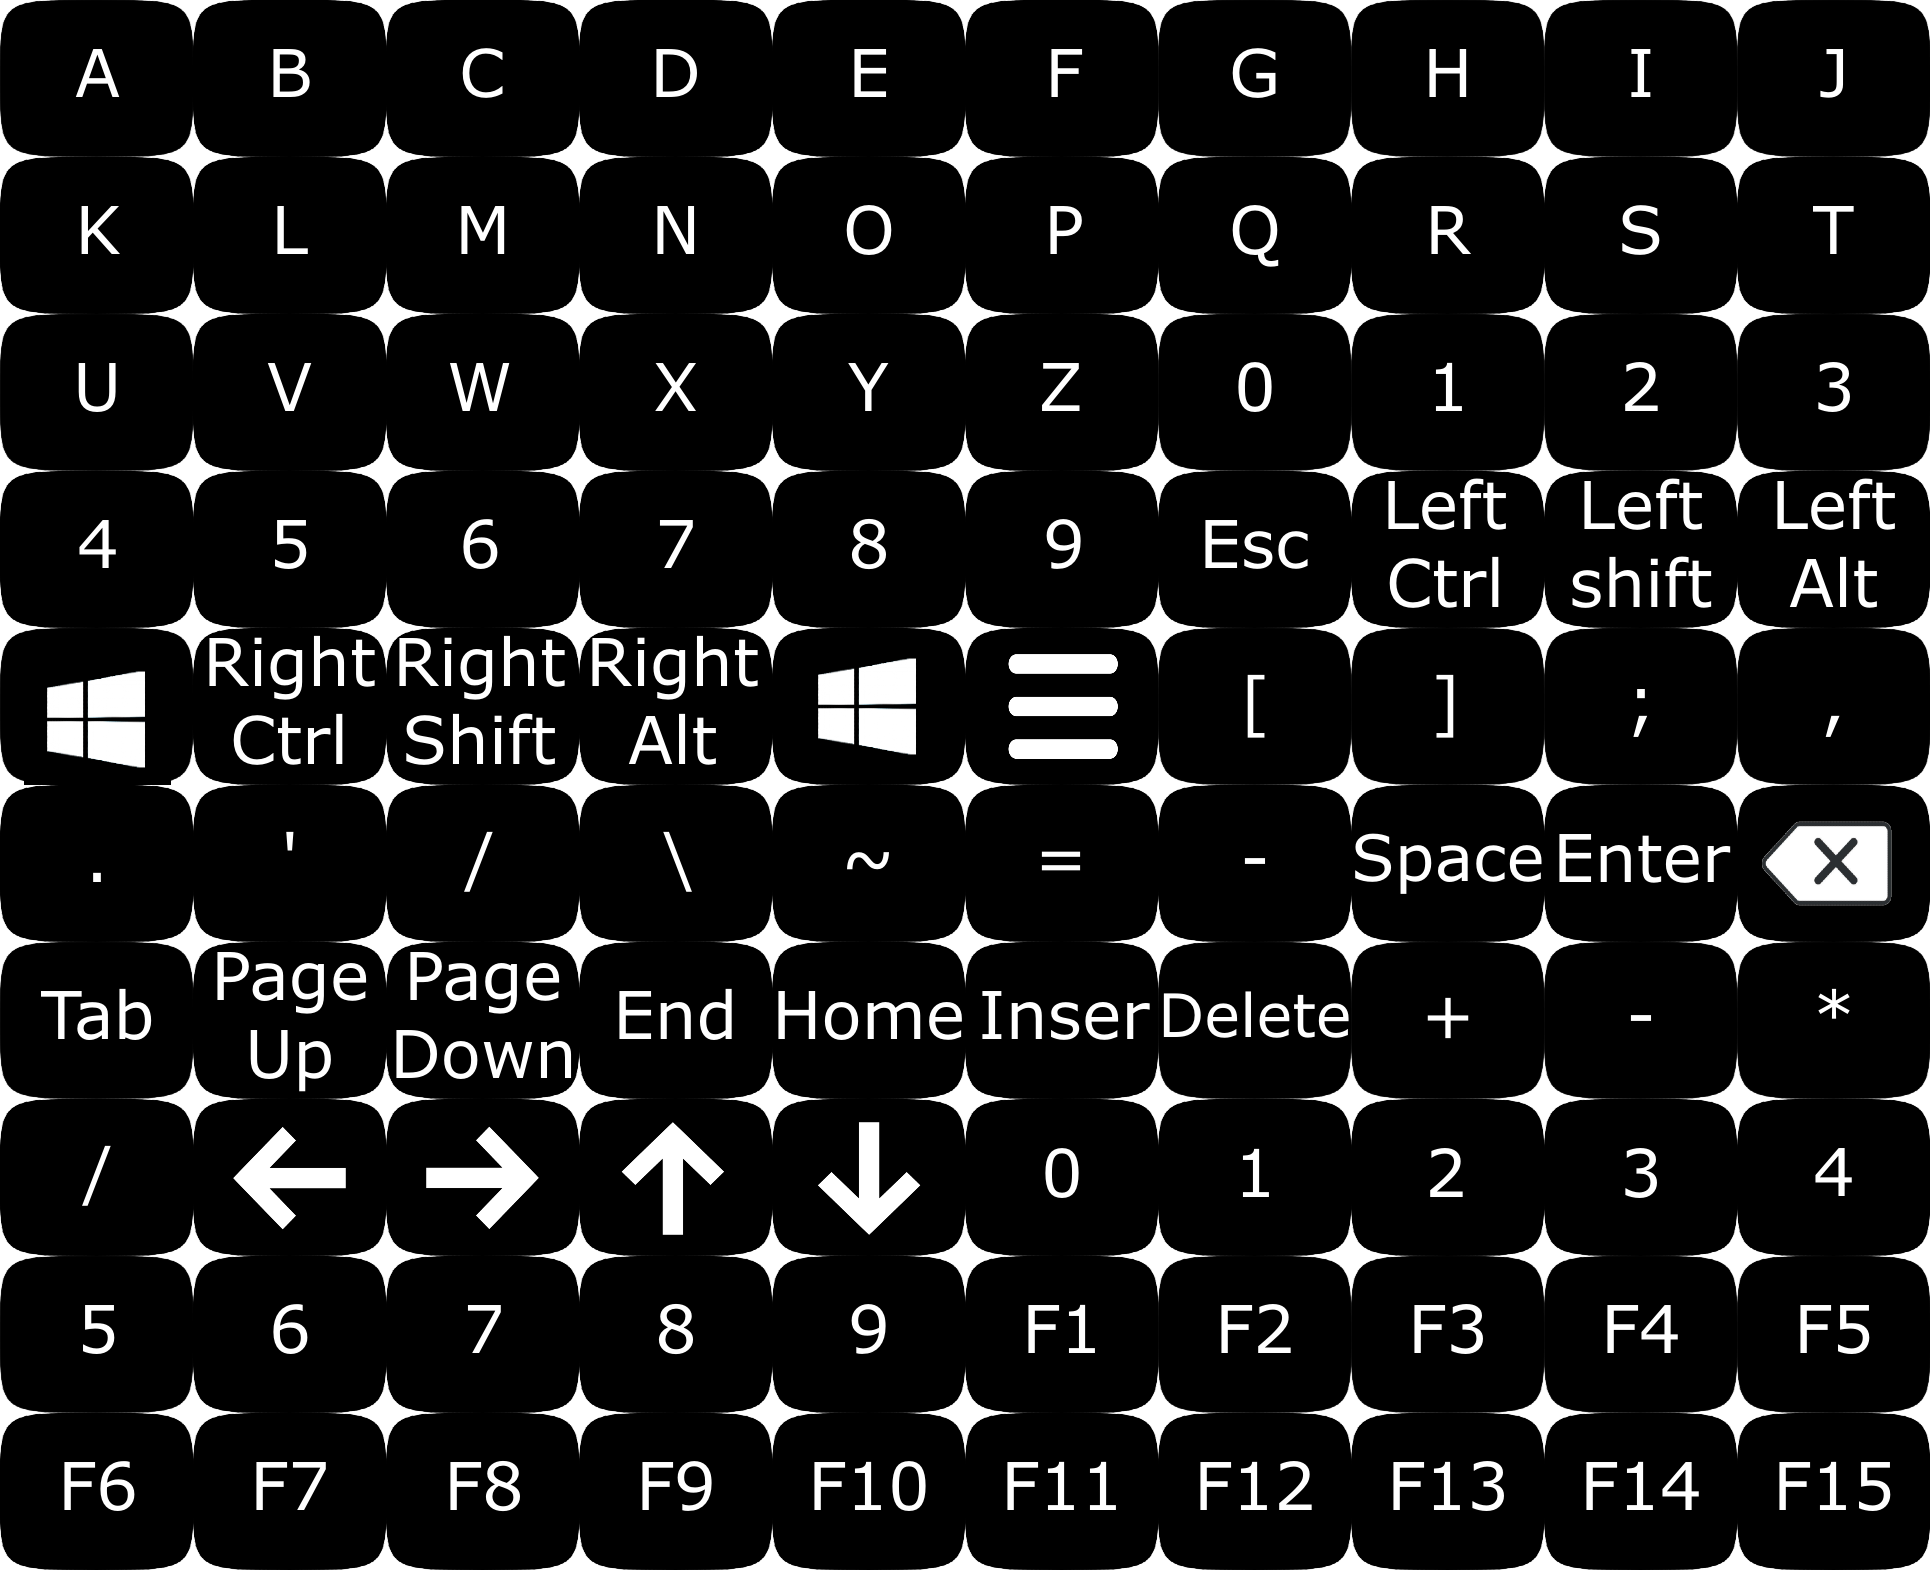 A B C D E F G H I J
K L M N O P Q R S T
U V W X Y Z 0 1 2 3
4 5 6 7 8 9 Esc Left Ctrl Left shift Left Alt
Right Ctrl Right Shift Right Alt [ ] ; ,
. ' / \ ~ = - Space Enter
Tab Page Up Page Down End Home Inser Delete + - *
/ ← → ↑ ↓ 0 1 2 3 4
5 6 7 8 9 F1 F2 F3 F4 F5
F6 F7 F8 F9 F10 F11 F12 F13 F14 F15